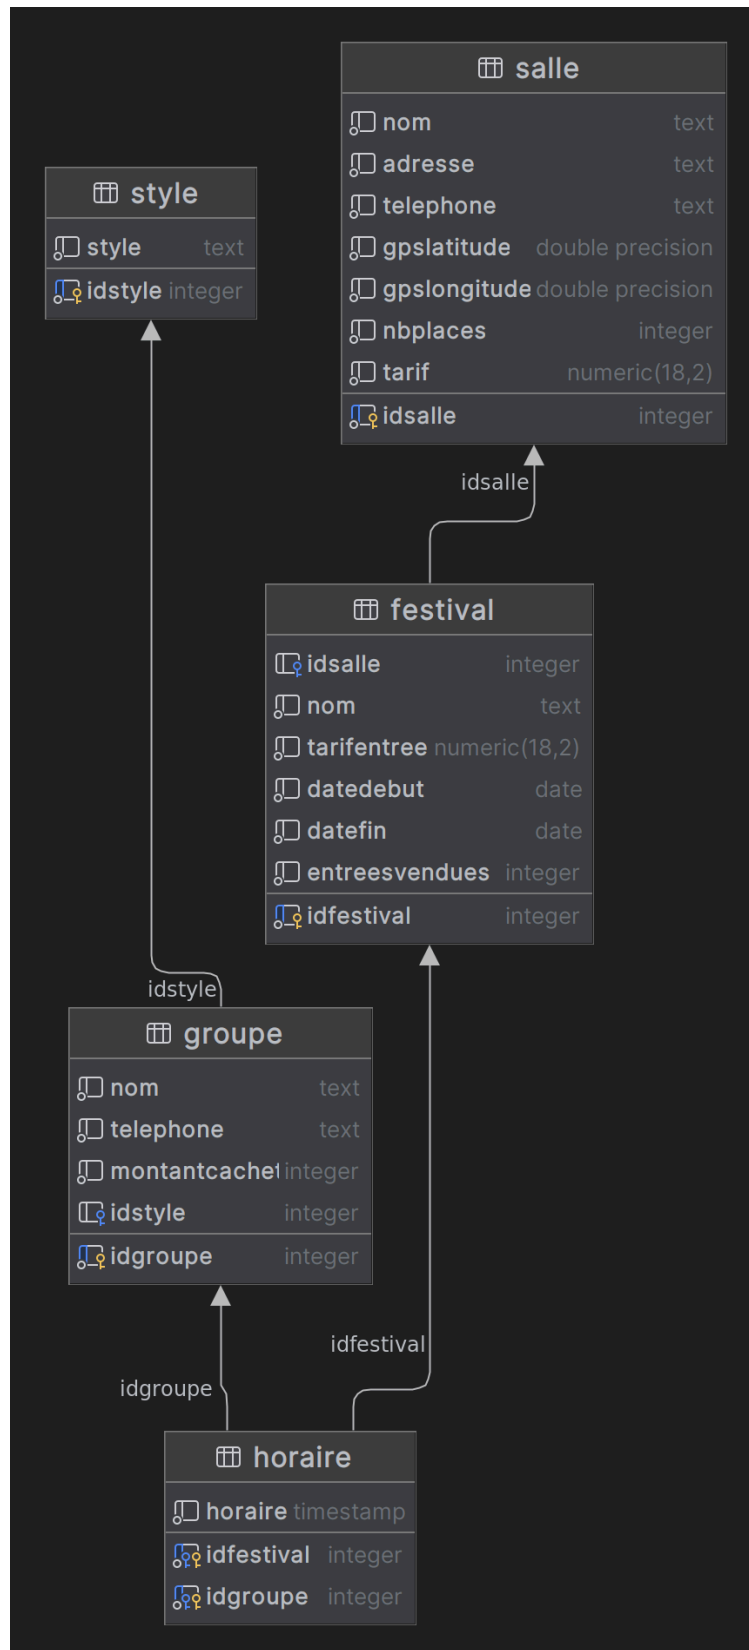 salle
nom text
adresse text
telephone text
gpslatitude double precision
gpslongitude double precision
nbplaces integer
tarif numeric(18,2)
idsalle integer
style
style text
idstyle integer
idsalle
festival
idsalle integer
nom text
tarifentree numeric(18,2)
datedebut date
datefin date
entreesvendues integer
idfestival integer
idstyle
groupe
nom text
telephone text
montantcachet integer
idstyle integer
idgroupe integer
idfestival
idgroupe
horaire
horaire timestamp
idfestival integer
idgroupe integer